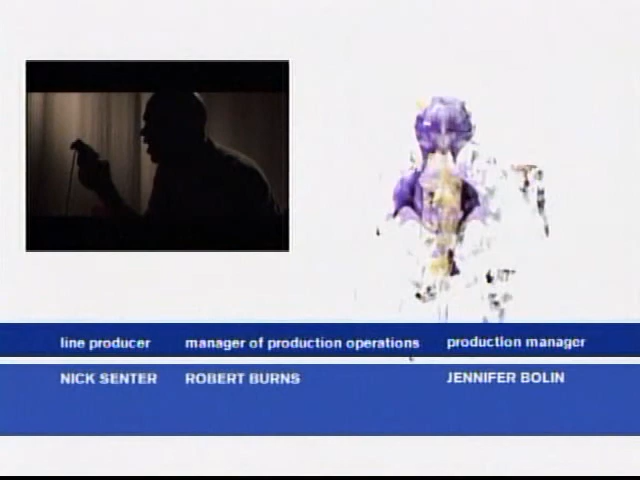 line producer manager of production operations production manager
NICK SENTER ROBERT BURNS JENNIFER BOLIN